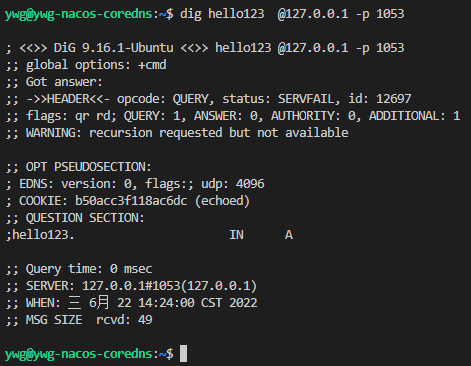 ywg@ywg-nacos-coredns:~$ dig hello123  @127.0.0.1 -p 1053
; <<>> DiG 9.16.1-Ubuntu <<>> hello123 @127.0.0.1 -p 1053
;; global options: +cmd
;; Got answer:
;; ->>HEADER<<- opcode: QUERY, status: SERVFAIL, id: 12697
;; flags: qr rd; QUERY: 1, ANSWER: 0, AUTHORITY: 0, ADDITIONAL: 1
;; WARNING: recursion requested but not available
;; OPT PSEUDOSECTION:
; EDNS: version: 0, flags:; udp: 4096
; COOKIE: b50acc3f118ac6dc (echoed)
;; QUESTION SECTION:
;hello123.                      IN      A
;; Query time: 0 msec
;; SERVER: 127.0.0.1#1053(127.0.0.1)
;; WHEN: 三 6月 22 14:24:00 CST 2022
;; MSG SIZE  rcvd: 49
ywg@ywg-nacos-coredns:~$